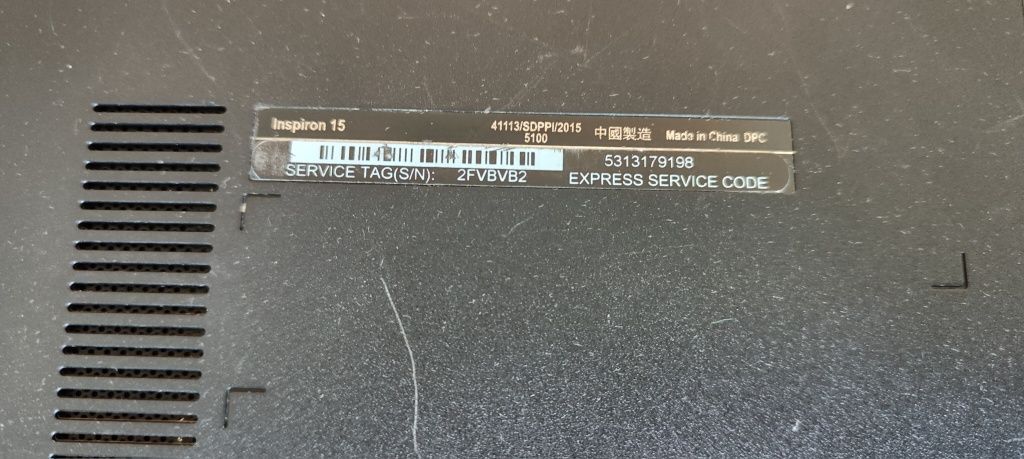 Inspiron 15
41113/SDPPI/2015
5100
中國製造 Made in China DPC
5313179198
SERVICE TAG(S/N): 2FVBVB2 EXPRESS SERVICE CODE